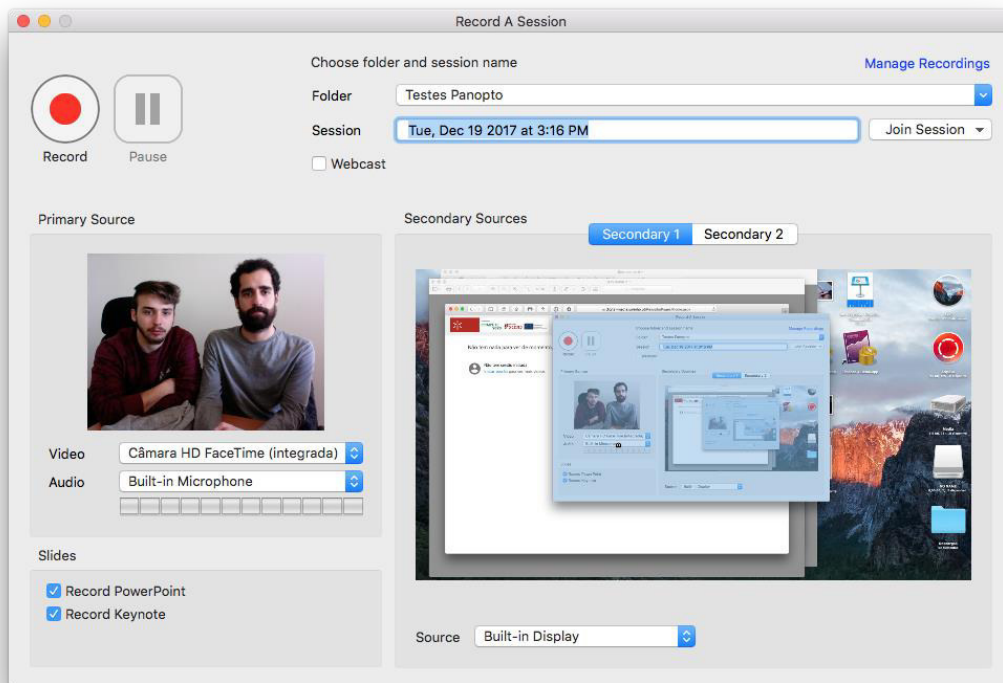 Record A Session
Choose folder and session name
Manage Recordings
Folder
Testes Panopto
Session
Tue, Dec 19 2017 at 3:16 PM
Join Session
Record
Pause
Webcast
Primary Source
Secondary Sources
Secondary 1
Secondary 2
Video
Câmara HD FaceTime (integrada)
Audio
Built-in Microphone
Slides
Record PowerPoint
Record Keynote
Source
Built-in Display